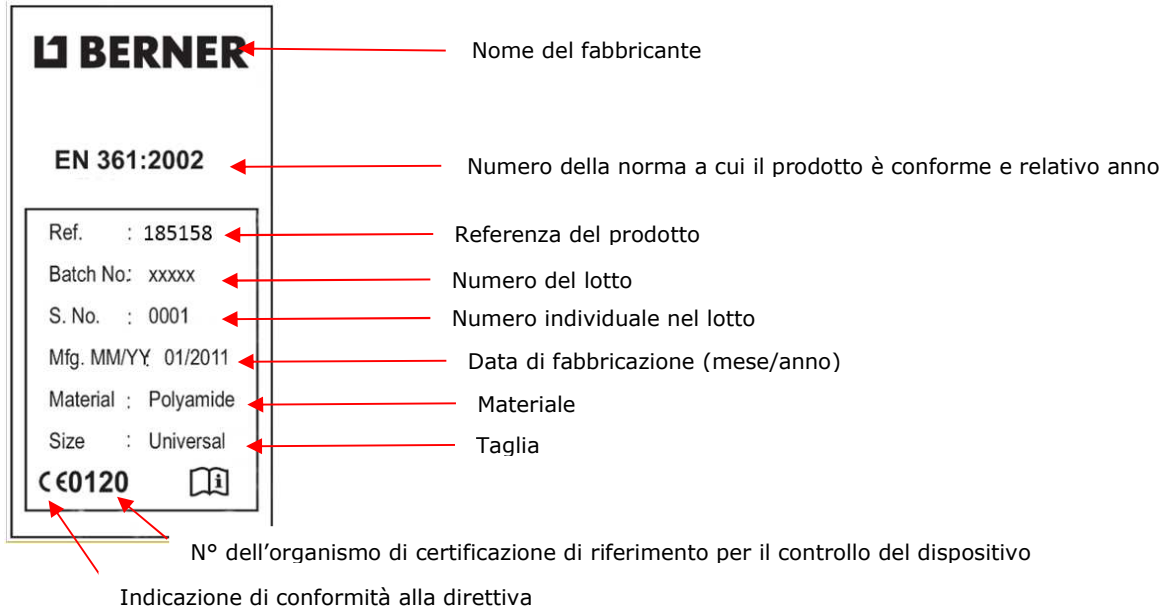 BERNER Nome del fabbricante
EN 361:2002 Numero della norma a cui il prodotto è conforme e relativo anno
Ref. : 185158 Referenza del prodotto
Batch No: xxxxx Numero del lotto
S. No. : 0001 Numero individuale nel lotto
Mfg. MM/YY: 01/2011 Data di fabbricazione (mese/anno)
Material : Polyamide Materiale
Size : Universal Taglia
CE0120
N° dell’organismo di certificazione di riferimento per il controllo del dispositivo
Indicazione di conformità alla direttiva